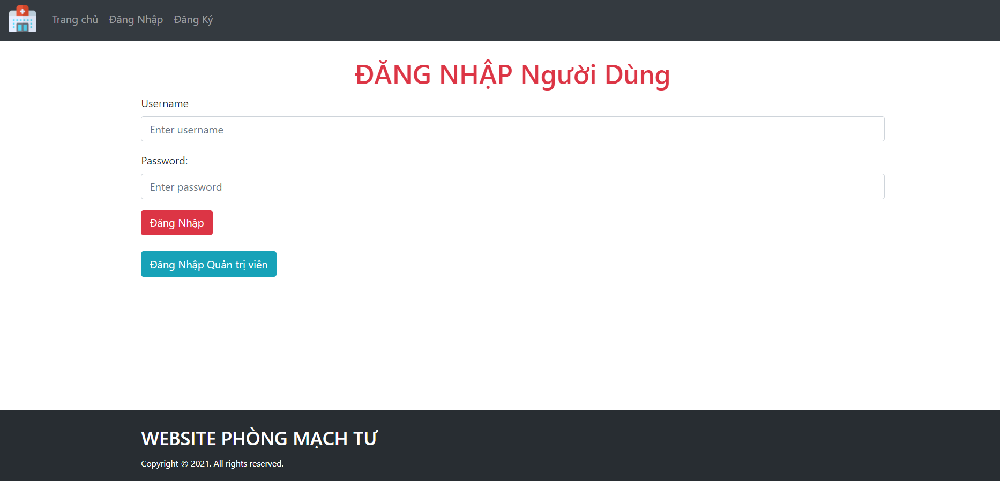 Trang chủ Đăng Nhập Đăng Ký
ĐĂNG NHẬP Người Dùng
Username
Enter username
Password:
Enter password
Đăng Nhập
Đăng Nhập Quản trị viên
WEBSITE PHÒNG MẠCH TƯ
Copyright © 2021. All rights reserved.